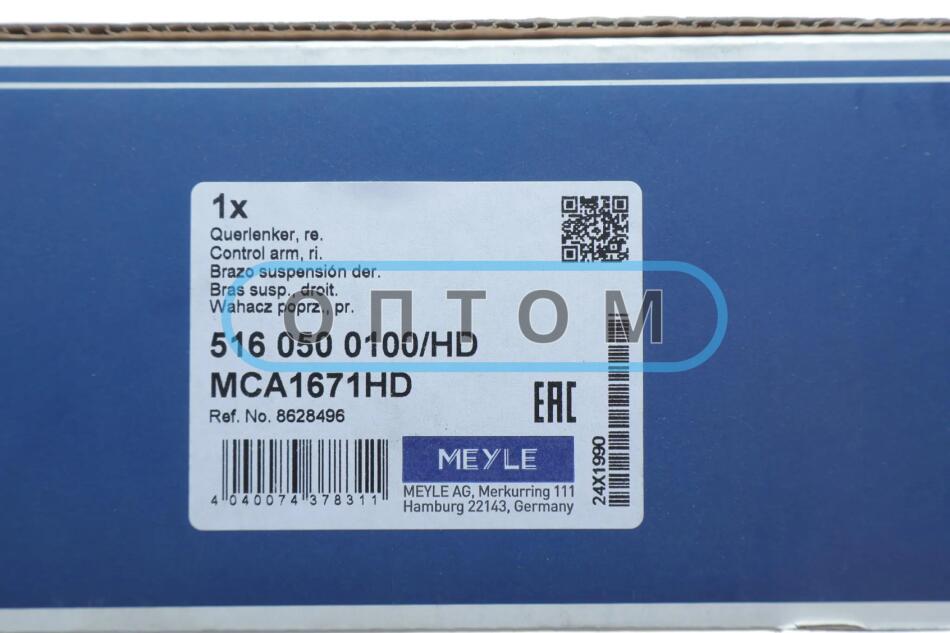 1x
Querlenker, re.
Control arm, ri.
Brazo suspensión der.
Bras susp., droit.
Wahacz poprz., pr.
ОПТОМ
516 050 0100/HD
MCA1671HD
Ref. No. 8628496
EAC
4 040074 378311
MEYLE
MEYLE AG, Merkurring 111
Hamburg 22143, Germany
24X1990